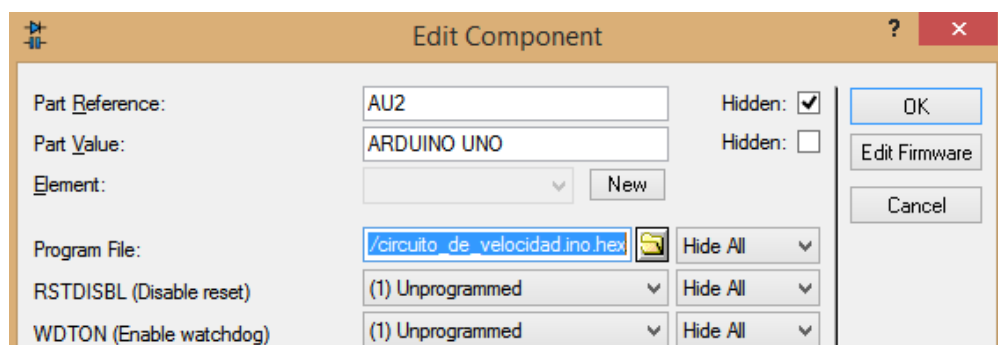 Edit Component ? ×
Part Reference: AU2 Hidden: OK
Part Value: ARDUINO UNO Hidden: Edit Firmware
Element: New Cancel
Program File: /circuito_de_velocidad.ino.hex Hide All
RSTDISBL (Disable reset) (1) Unprogrammed Hide All
WDTON (Enable watchdog) (1) Unprogrammed Hide All